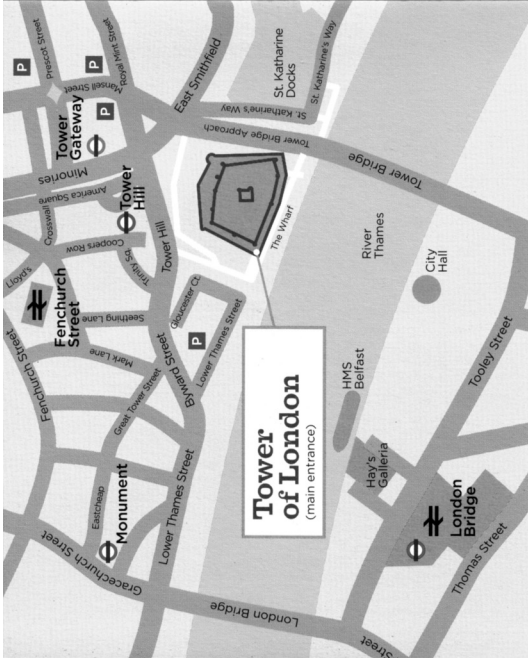 Prescot Street
P
P
P
Mansell Street
Royal Mint Street
East Smithfield
St. Katharine
Docks
St. Katharine's Way
St. Katharine's Way
Tower Bridge Approach
Tower Bridge
Tower
Gateway
Minories
America Square
Crosswall
Coopers Row
Tower
Hill
Trinity Sq.
Tower Hill
The Wharf
Lloyd's
Fenchurch
Street
Fenchurch Street
Seething Lane
Mark Lane
Gloucester Ct.
P
Byward Street
Lower Thames Street
Great Tower Street
Eastcheap
Monument
Gracechurch Street
Lower Thames Street
Tower
of London
(main entrance)
River
Thames
City
Hall
HMS
Belfast
Hay's
Galleria
Tooley Street
London
Bridge
Thomas Street
London Bridge
Street